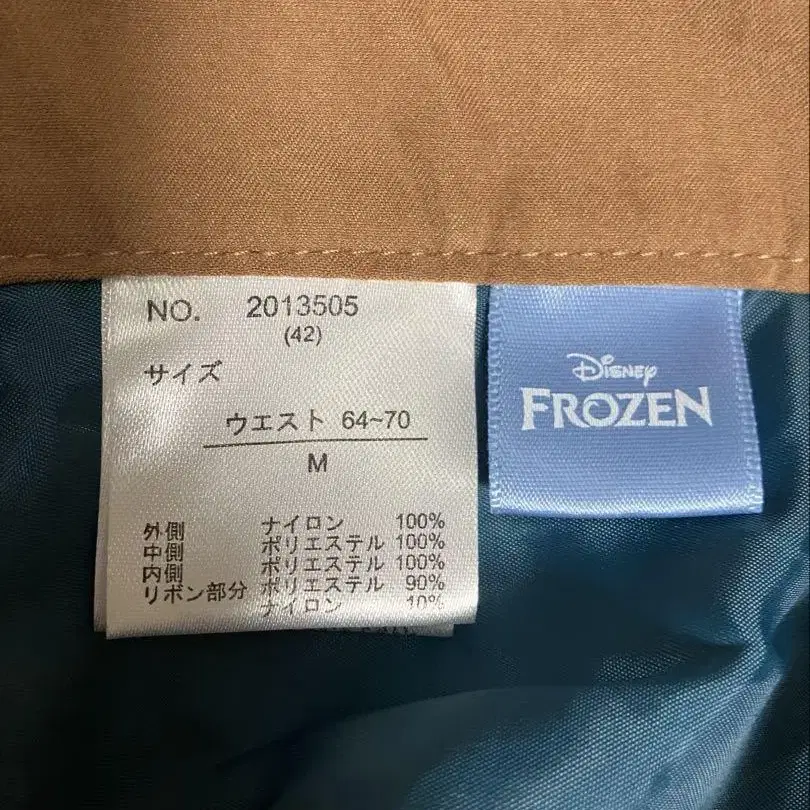 NO. 2013505
(42)
サイズ
ウエスト 64~70
M
外側 ナイロン 100%
中側 ポリエステル 100%
内側 ポリエステル 100%
リボン部分 ポリエステル 90%
ナイロン 10%
Disney
FROZEN